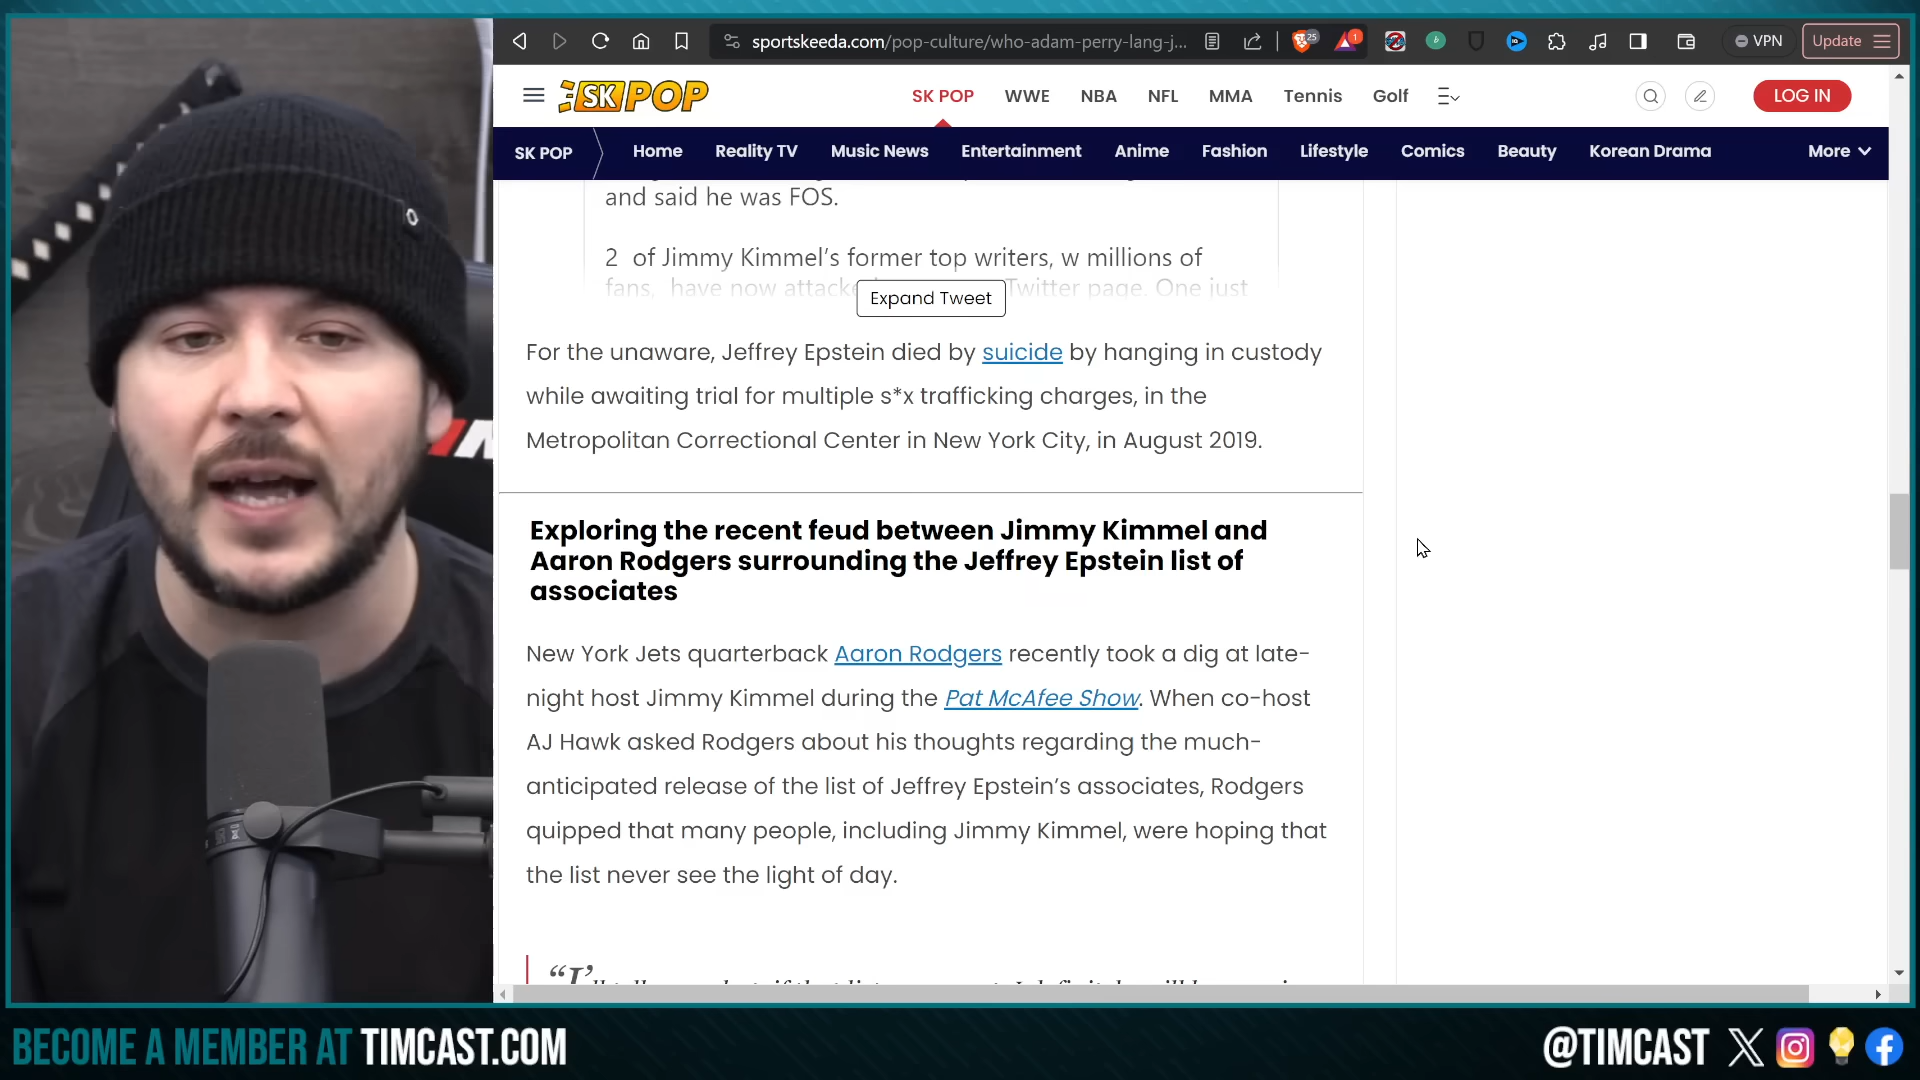 sportskeeda.com/pop-culture/who-adam-perry-lang-j...
25
1
VPN
Update
SK POP
SK POP
WWE
NBA
NFL
MMA
Tennis
Golf
LOG IN
SK POP
Home
Reality TV
Music News
Entertainment
Anime
Fashion
Lifestyle
Comics
Beauty
Korean Drama
More
and said he was FOS.
2 of Jimmy Kimmel's former top writers, w millions of
fans, have now Twitter page. One just
Expand Tweet
For the unaware, Jeffrey Epstein died by suicide by hanging in custody
while awaiting trial for multiple s*x trafficking charges, in the
Metropolitan Correctional Center in New York City, in August 2019.
Exploring the recent feud between Jimmy Kimmel and
Aaron Rodgers surrounding the Jeffrey Epstein list of
associates
New York Jets quarterback Aaron Rodgers recently took a dig at late-
night host Jimmy Kimmel during the Pat McAfee Show. When co-host
AJ Hawk asked Rodgers about his thoughts regarding the much-
anticipated release of the list of Jeffrey Epstein's associates, Rodgers
quipped that many people, including Jimmy Kimmel, were hoping that
the list never see the light of day.
BECOME A MEMBER AT TIMCAST.COM
@TIMCAST